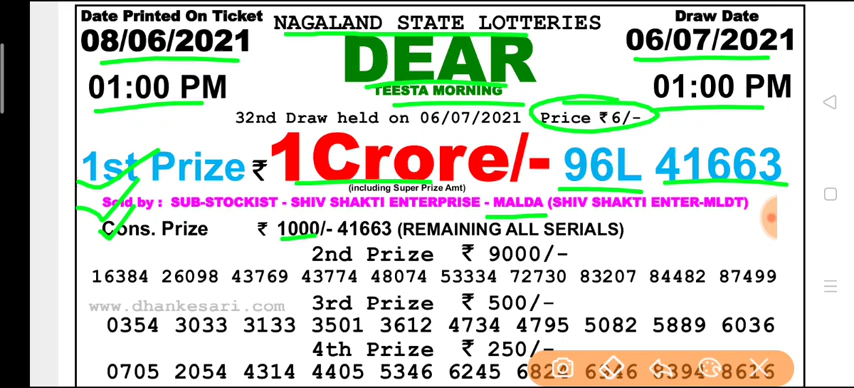 Date Printed On Ticket NAGALAND STATE LOTTERIES Draw Date
08/06/2021 DEAR 06/07/2021
01:00 PM TEESTA MORNING 01:00 PM
32nd Draw held on 06/07/2021 Price ₹6/-
1st Prize ₹ 1Crore/- 96L 41663
(including Super Prize Amt)
Sold by : SUB-STOCKIST - SHIV SHAKTI ENTERPRISE - MALDA (SHIV SHAKTI ENTER-MLDT)
Cons. Prize ₹ 1000/- 41663 (REMAINING ALL SERIALS)
2nd Prize ₹ 9000/-
16384 26098 43769 43774 48074 53334 72730 83207 84482 87499
www.dhankesari.com 3rd Prize ₹ 500/-
0354 3033 3133 3501 3612 4734 4795 5082 5889 6036
4th Prize ₹ 250/-
0705 2054 4314 4405 5346 6245